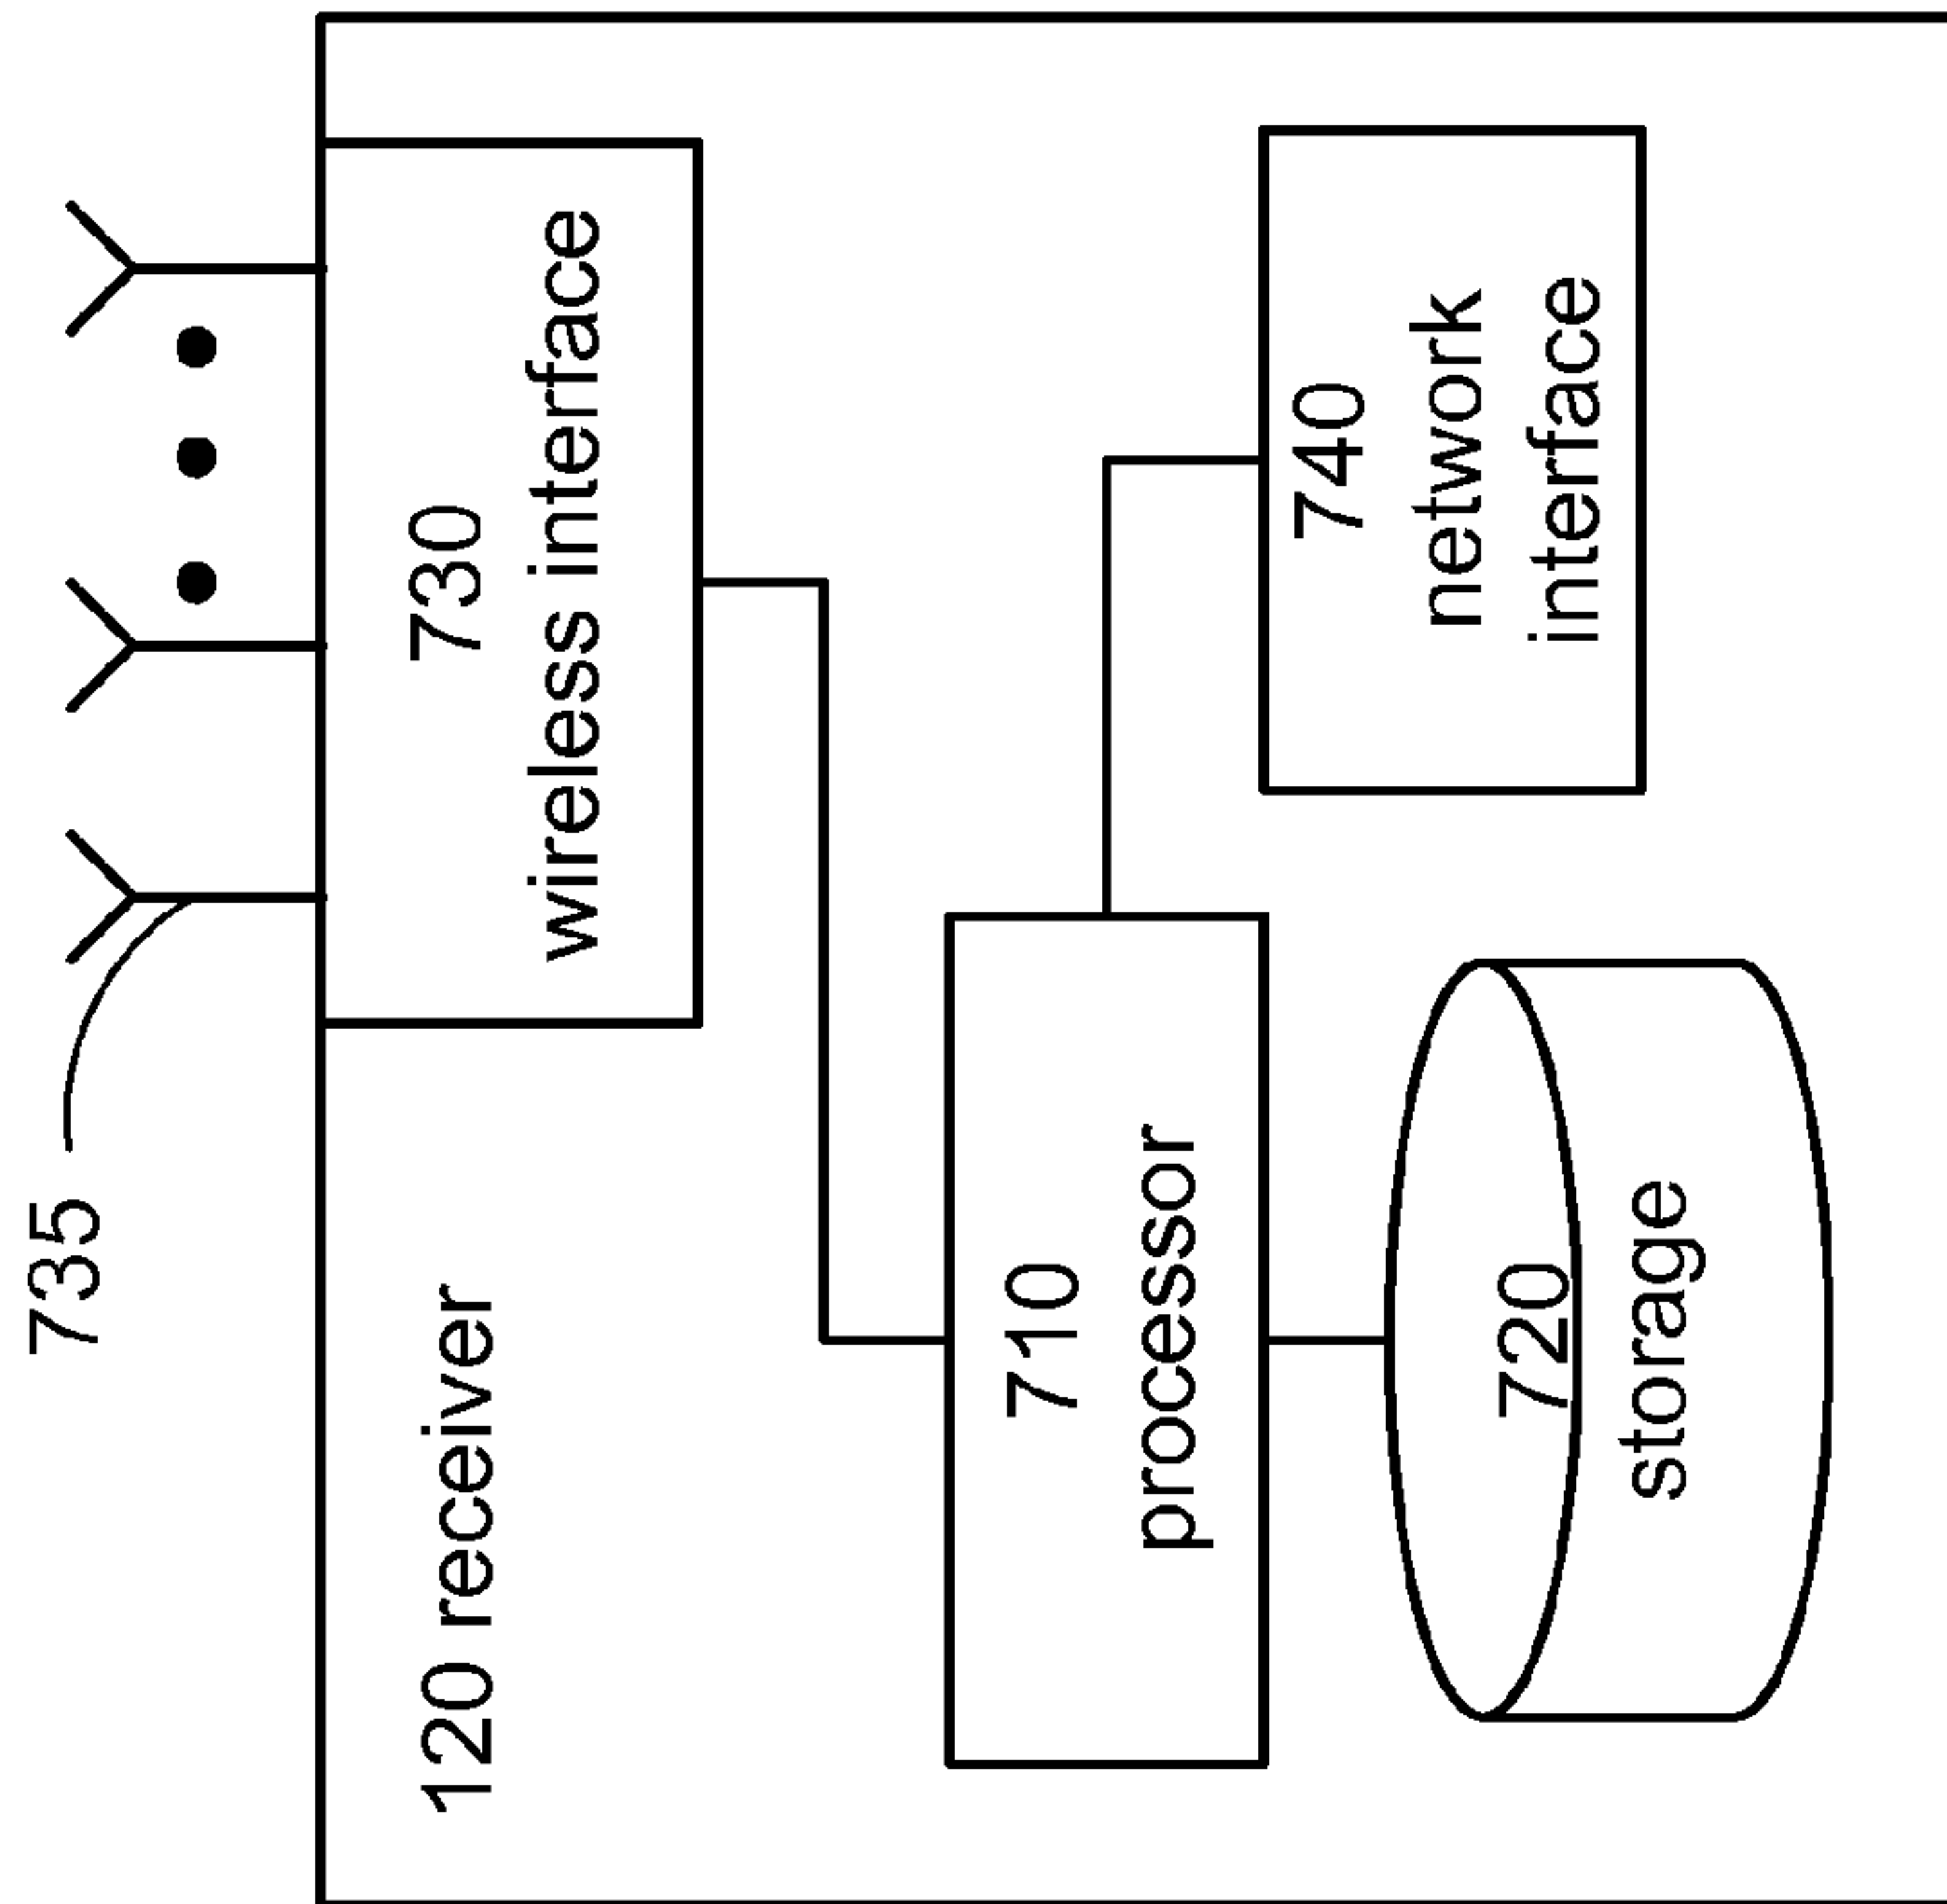 735
120 receiver
730
wireless interface
710
processor
740
network
interface
720
storage